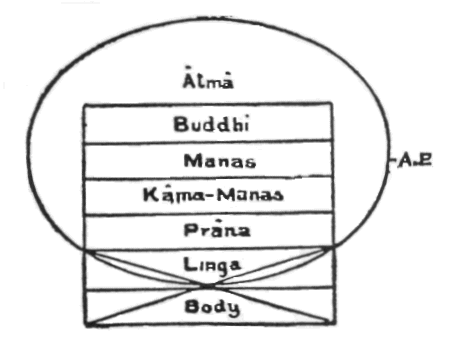 Âtmâ
Buddhi
Manas
A.E
Kâma-Manas
Prâna
Linga
Body